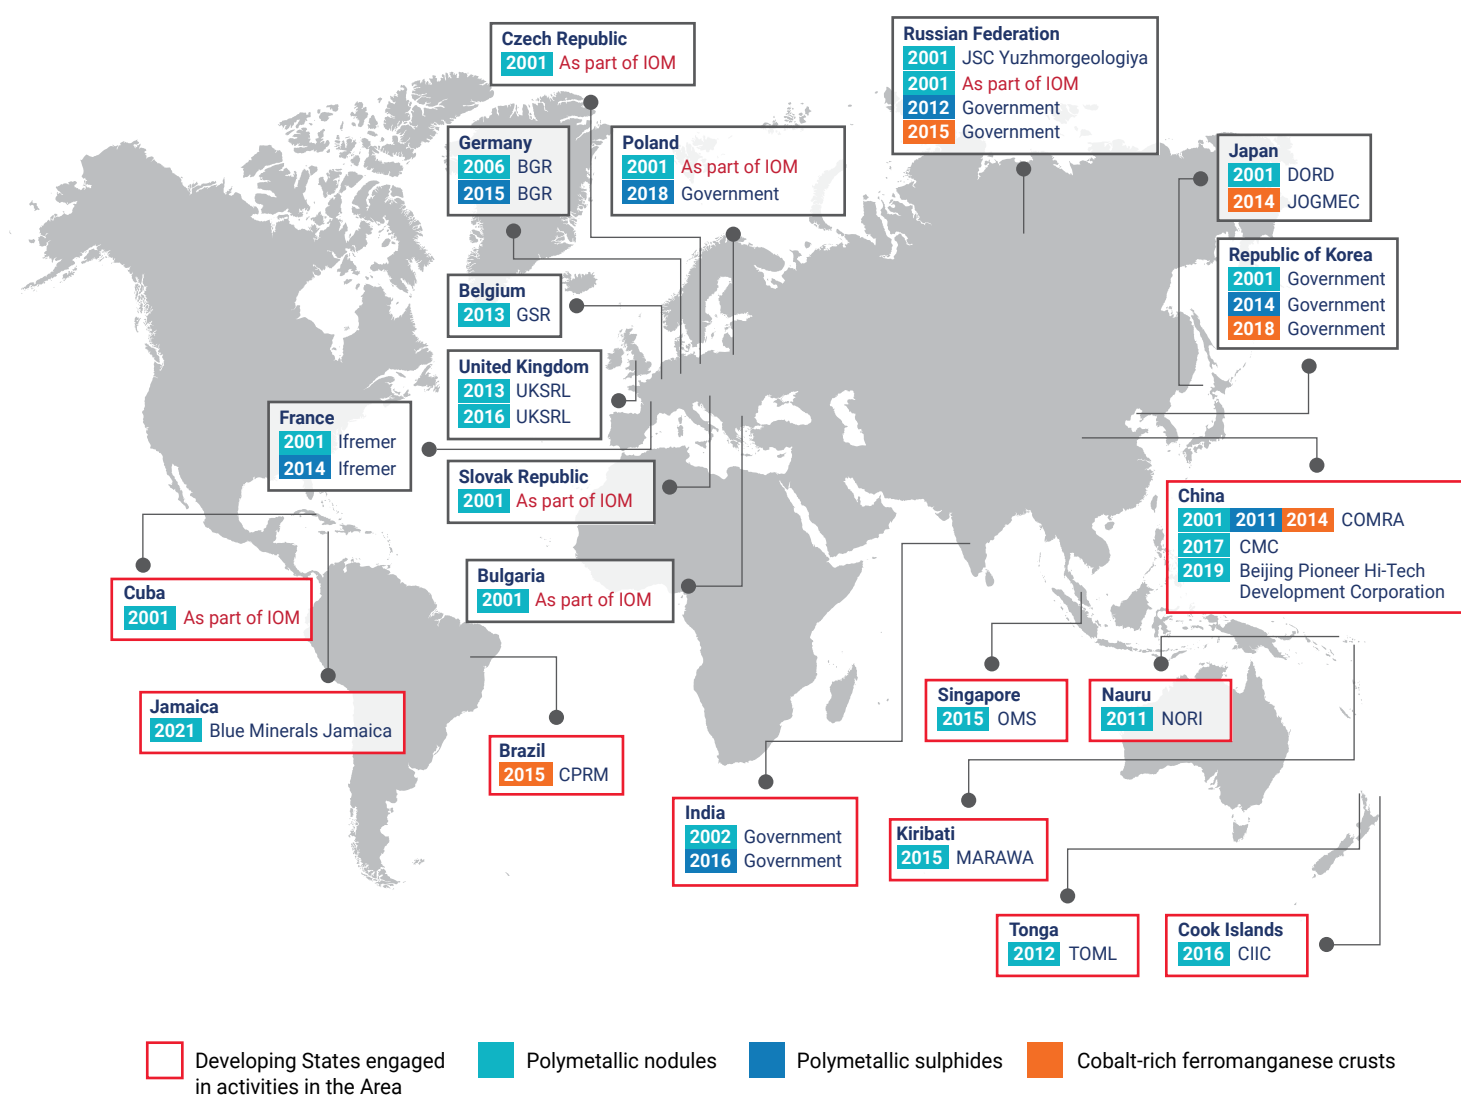 Czech Republic
2001 As part of IOM
Russian Federation
2001 JSC Yuzhmorgeologiya
2001 As part of IOM
2012 Government
2015 Government
Germany
2006 BGR
2015 BGR
Poland
2001 As part of IOM
2018 Government
Japan
2001 DORD
2014 JOGMEC
Republic of Korea
2001 Government
2014 Government
2018 Government
Belgium
2013 GSR
United Kingdom
2013 UKSRL
2016 UKSRL
France
2001 Ifremer
2014 Ifremer
Slovak Republic
2001 As part of IOM
China
2001 2011 2014 COMRA
2017 CMC
2019 Beijing Pioneer Hi-Tech
Development Corporation
Bulgaria
2001 As part of IOM
Cuba
2001 As part of IOM
Jamaica
2021 Blue Minerals Jamaica
Brazil
2015 CPRM
Singapore
2015 OMS
Nauru
2011 NORI
India
2002 Government
2016 Government
Kiribati
2015 MARAWA
Tonga
2012 TOML
Cook Islands
2016 CIIC
Developing States engaged
in activities in the Area
Polymetallic nodules
Polymetallic sulphides
Cobalt-rich ferromanganese crusts